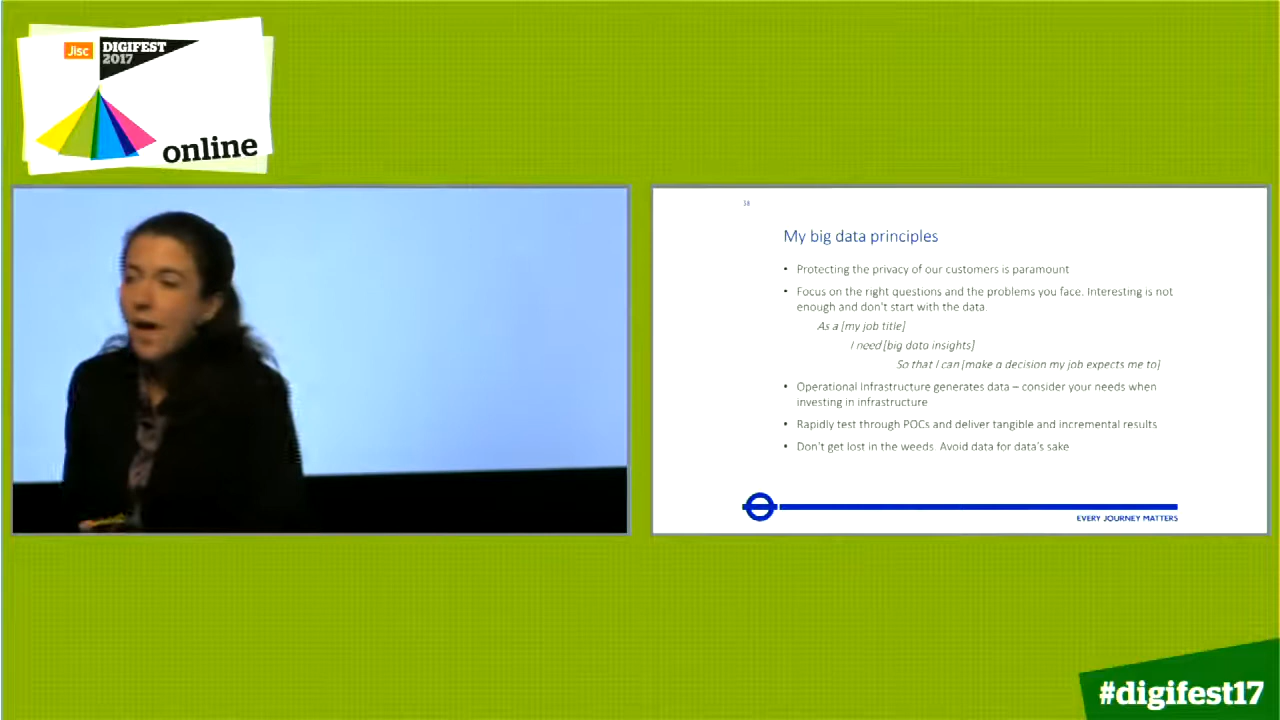 Jisc
DIGIFEST
2017
online
38
My big data principles
• Protecting the privacy of our customers is paramount
• Focus on the right questions and the problems you face. Interesting is not
enough and don't start with the data.
As a [my job title]
I need [big data insights]
So that I can [make a decision my job expects me to]
• Operational Infrastructure generates data – consider your needs when
investing in infrastructure
• Rapidly test through POCs and deliver tangible and incremental results
• Don't get lost in the weeds. Avoid data for data's sake
EVERY JOURNEY MATTERS
#digifest17